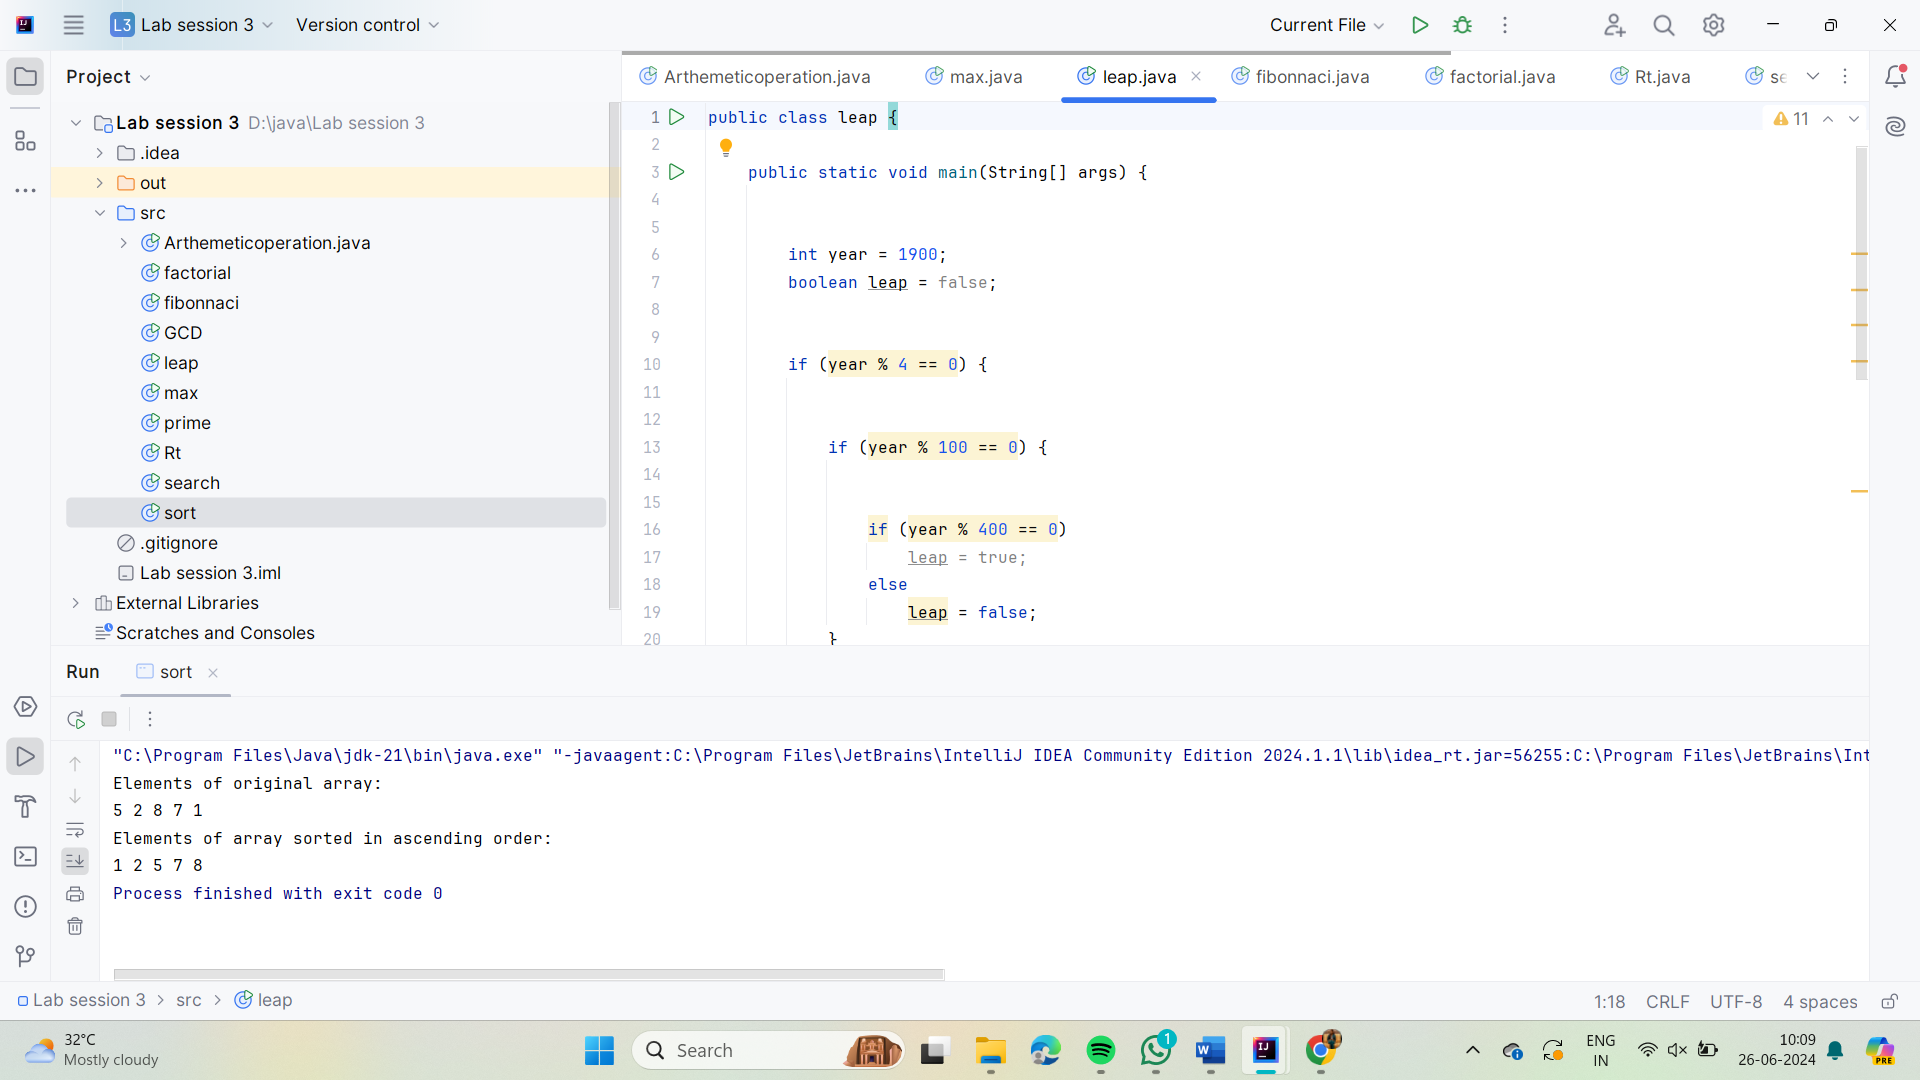 L3 Lab session 3 Version control Current File
Project
Arthemeticoperation.java max.java leap.java fibonnaci.java factorial.java Rt.java se
Lab session 3 D:\java\Lab session 3
.idea
out
src
Arthemeticoperation.java
factorial
fibonnaci
GCD
leap
max
prime
Rt
search
sort
.gitignore
Lab session 3.iml
External Libraries
Scratches and Consoles
11
1 public class leap {
2
3 public static void main(String[] args) {
4
5
6 int year = 1900;
7 boolean leap = false;
8
9
10 if (year % 4 == 0) {
11
12
13 if (year % 100 == 0) {
14
15
16 if (year % 400 == 0)
17 leap = true;
18 else
19 leap = false;
20 }
Run sort
"C:\Program Files\Java\jdk-21\bin\java.exe" "-javaagent:C:\Program Files\JetBrains\IntelliJ IDEA Community Edition 2024.1.1\lib\idea_rt.jar=56255:C:\Program Files\JetBrains\Int
Elements of original array:
5 2 8 7 1
Elements of array sorted in ascending order:
1 2 5 7 8
Process finished with exit code 0
Lab session 3 > src > leap 1:18 CRLF UTF-8 4 spaces
32°C
Mostly cloudy
Search
1
ENG
IN
10:09
26-06-2024
PRE